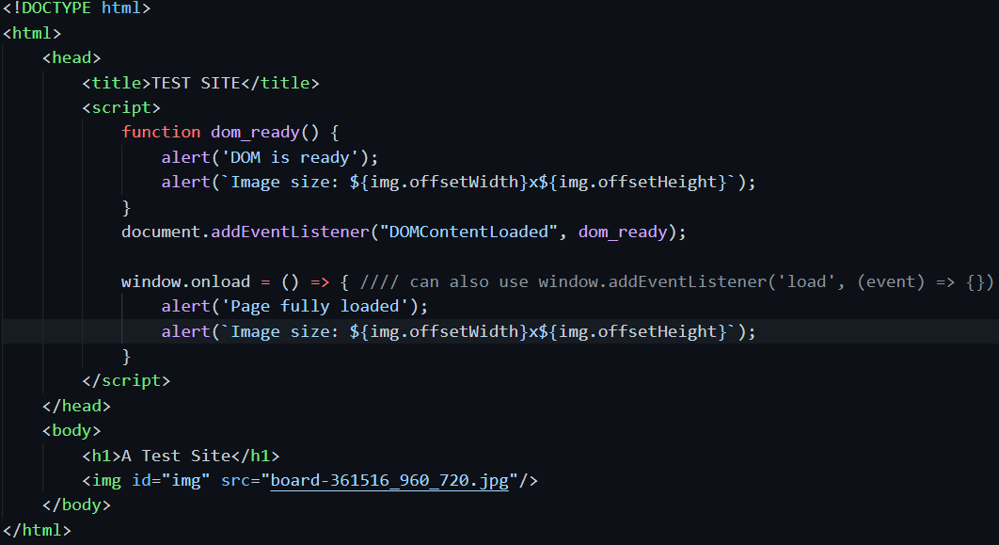 <!DOCTYPE html>
<html>
    <head>
        <title>TEST SITE</title>
        <script>
            function dom_ready() {
                alert('DOM is ready');
                alert(`Image size: ${img.offsetWidth}x${img.offsetHeight}`);
            }
            document.addEventListener("DOMContentLoaded", dom_ready);

            window.onload = () => { //// can also use window.addEventListener('load', (event) => {})
                alert('Page fully loaded');
                alert(`Image size: ${img.offsetWidth}x${img.offsetHeight}`);
            }
        </script>
    </head>
    <body>
        <h1>A Test Site</h1>
        <img id="img" src="board-361516_960_720.jpg"/>
    </body>
</html>